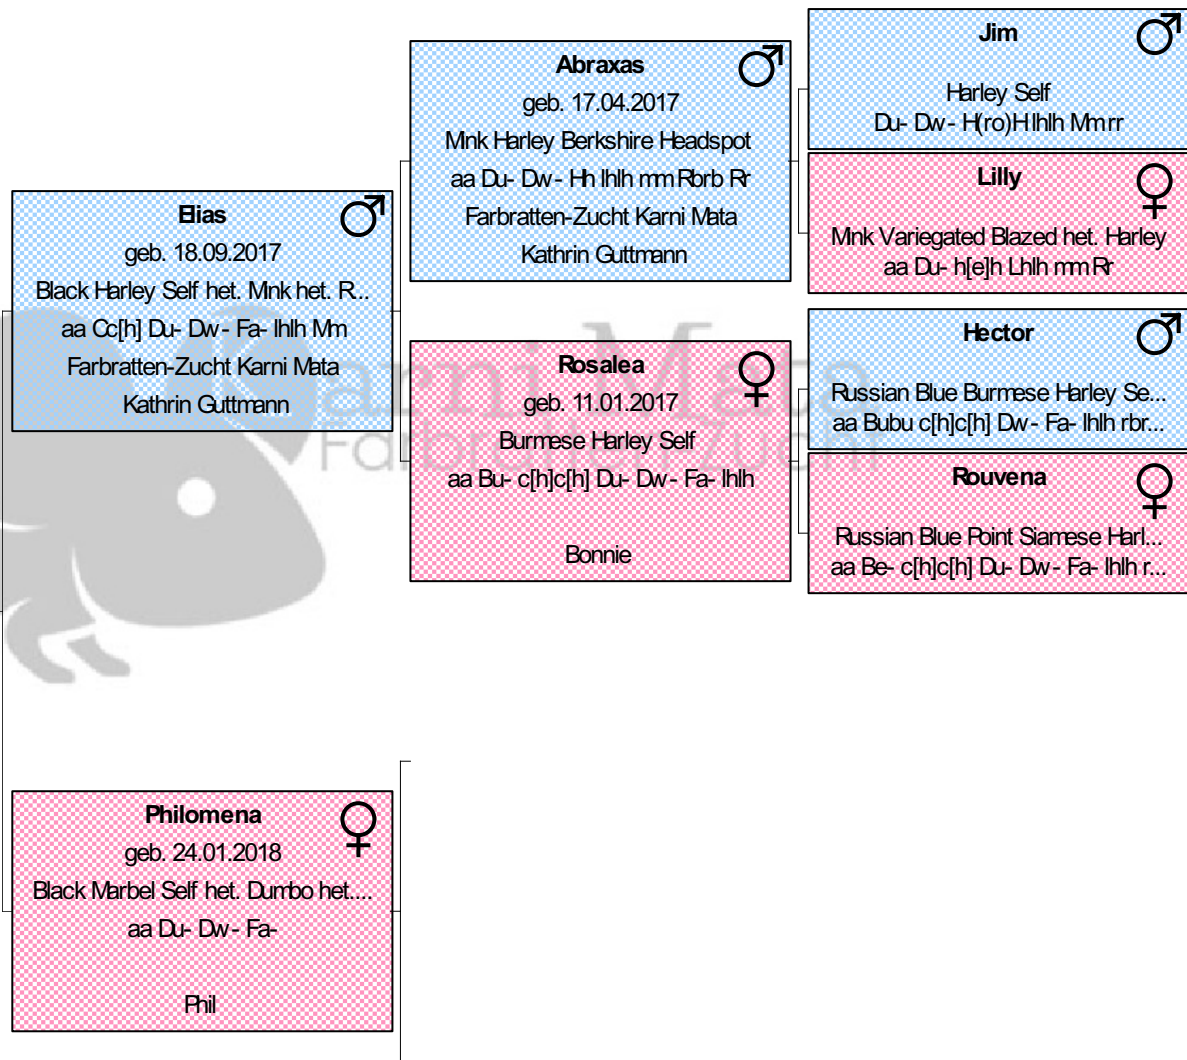 Elias
♂
geb. 18.09.2017
Black Harley Self het. Mink het. R...
aa Cc[h] Du- Dw- Fa- lhlh Mm
Farbratten-Zucht Karni Mata
Kathrin Guttmann
Philomena
♀
geb. 24.01.2018
Black Marbel Self het. Dumbo het....
aa Du- Dw- Fa-
Phil
Abraxas
♂
geb. 17.04.2017
Mink Harley Berkshire Headspot
aa Du- Dw- Hh lhlh mm Rbrb Rr
Farbratten-Zucht Karni Mata
Kathrin Guttmann
Rosalea
♀
geb. 11.01.2017
Burmese Harley Self
aa Bu- c[h]c[h] Du- Dw- Fa- lhlh
Bonnie
Jim
♂
Harley Self
Du- Dw- H(ro)H lhlh Mm rr
Lilly
♀
Mink Variegated Blazed het. Harley
aa Du- h[e]h Lhlh mm Rr
Hector
♂
Russian Blue Burmese Harley Se...
aa Bubu c[h]c[h] Dw- Fa- lhlh rbr...
Rouvena
♀
Russian Blue Point Siamese Harl...
aa Be- c[h]c[h] Du- Dw- Fa- lhlh r...